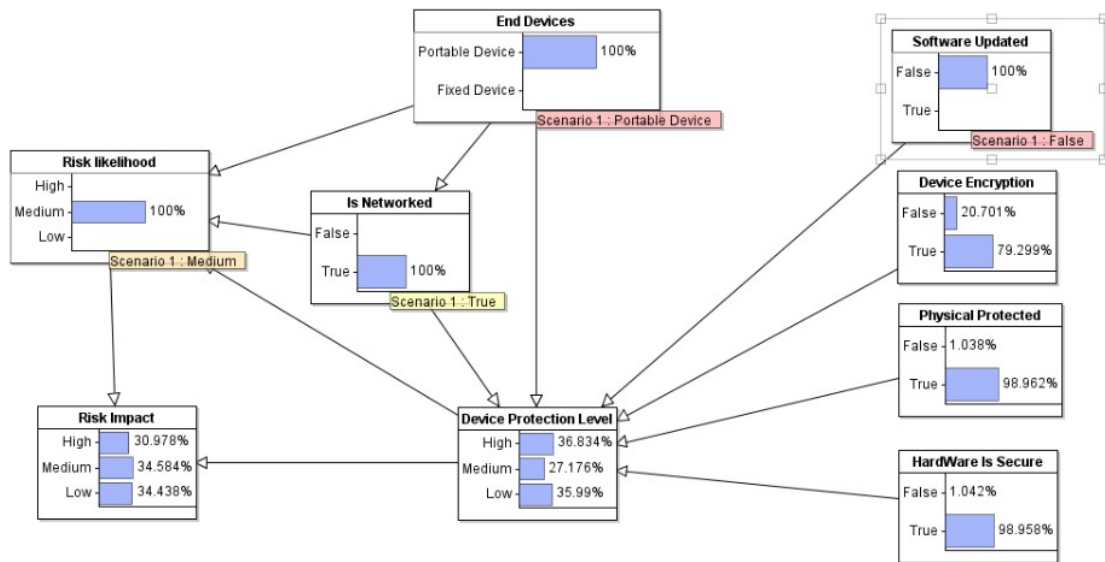 End Devices
Portable Device
100%
Fixed Device
Scenario 1 : Portable Device
Software Updated
False
100%
True
Scenario 1 : False
Risk likelihood
High
Medium
100%
Low
Scenario 1 : Medium
Is Networked
False
True
100%
Scenario 1 : True
Device Encryption
False
20.701%
True
79.299%
Physical Protected
False
1.038%
True
98.962%
Risk Impact
High
30.978%
Medium
34.584%
Low
34.438%
Device Protection Level
High
36.834%
Medium
27.176%
Low
35.99%
HardWare Is Secure
False
1.042%
True
98.958%